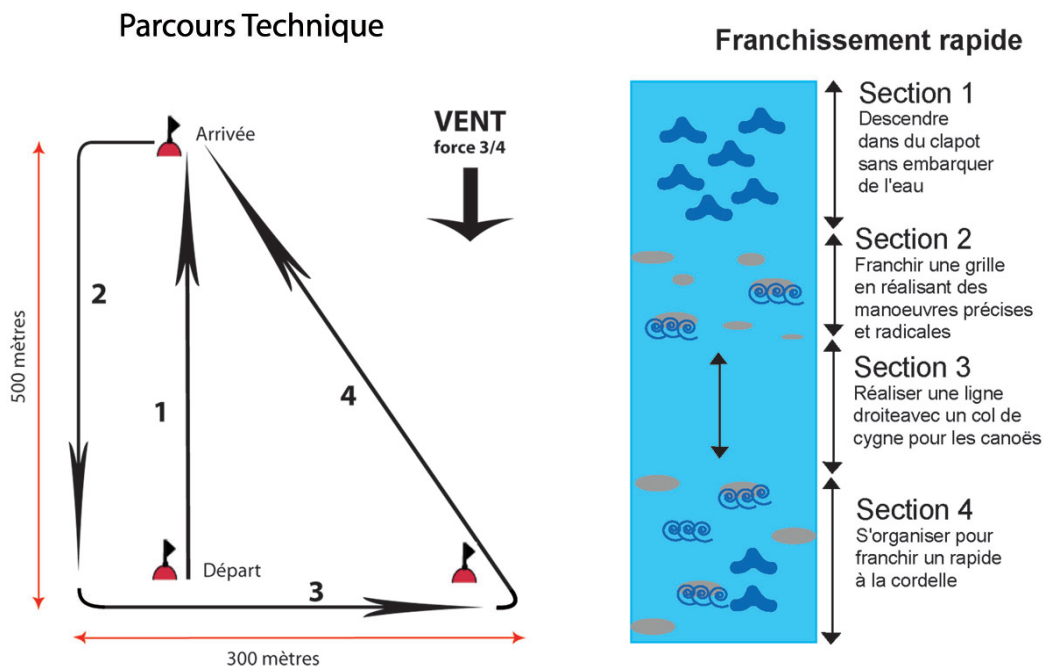 Parcours Technique
Arrivée
VENT
force 3/4
2
500 mètres
1
4
Départ
3
300 mètres
Franchissement rapide
Section 1
Descendre
dans du clapot
sans embarquer
de l'eau
Section 2
Franchir une grille
en réalisant des
manoeuvres précises
et radicales
Section 3
Réaliser une ligne
droiteavec un col de
cygne pour les canoës
Section 4
S'organiser pour
franchir un rapide
à la cordelle